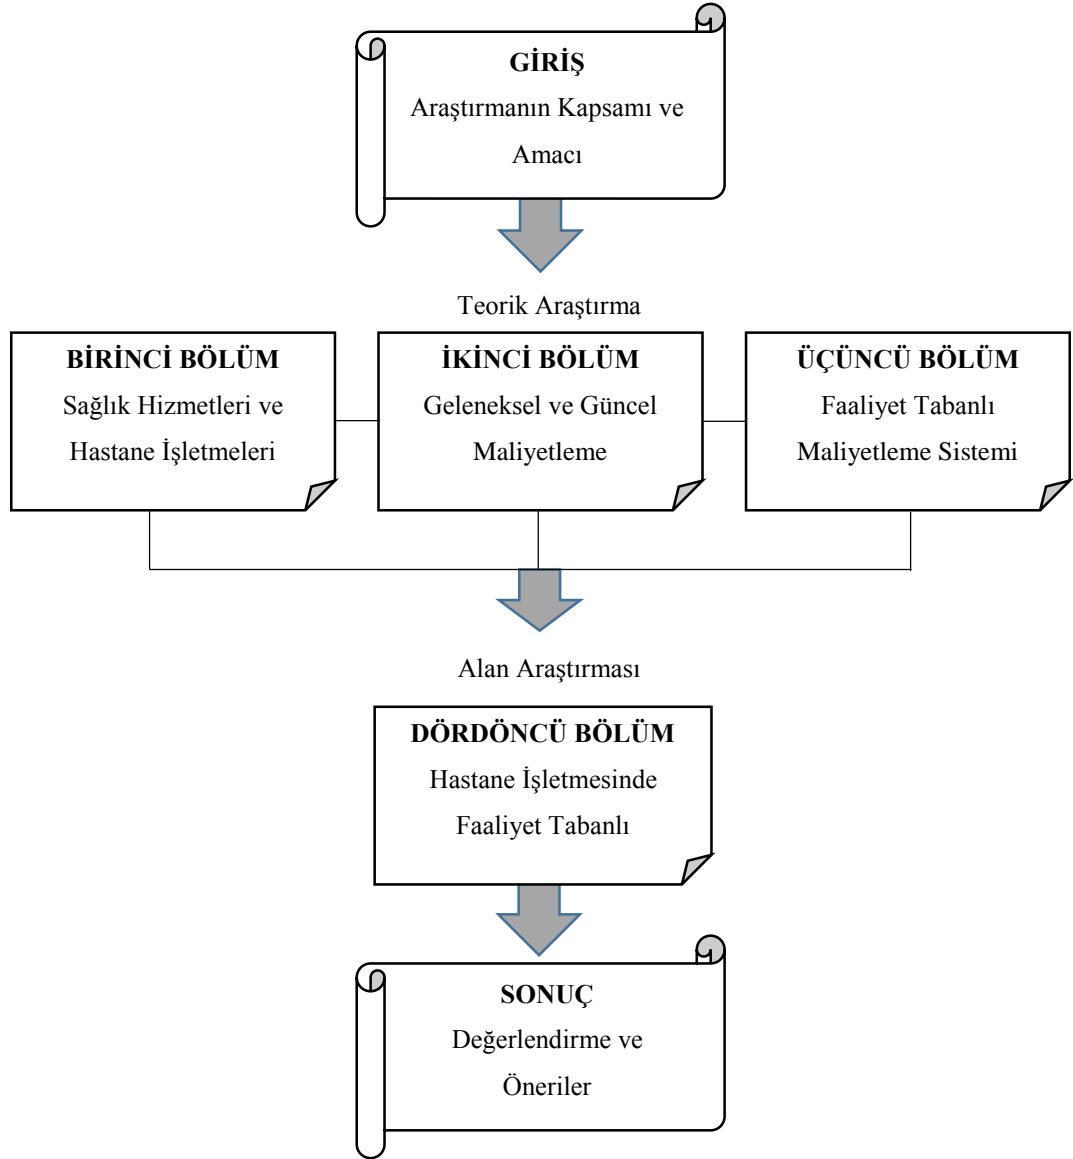 GİRİŞ
Araştırmanın Kapsamı ve
Amacı
Teorik Araştırma
BİRİNCİ BÖLÜM
Sağlık Hizmetleri ve
Hastane İşletmeleri
İKİNCİ BÖLÜM
Geleneksel ve Güncel
Maliyetleme
ÜÇÜNCÜ BÖLÜM
Faaliyet Tabanlı
Maliyetleme Sistemi
Alan Araştırması
DÖRDÖNCÜ BÖLÜM
Hastane İşletmesinde
Faaliyet Tabanlı
SONUÇ
Değerlendirme ve
Öneriler